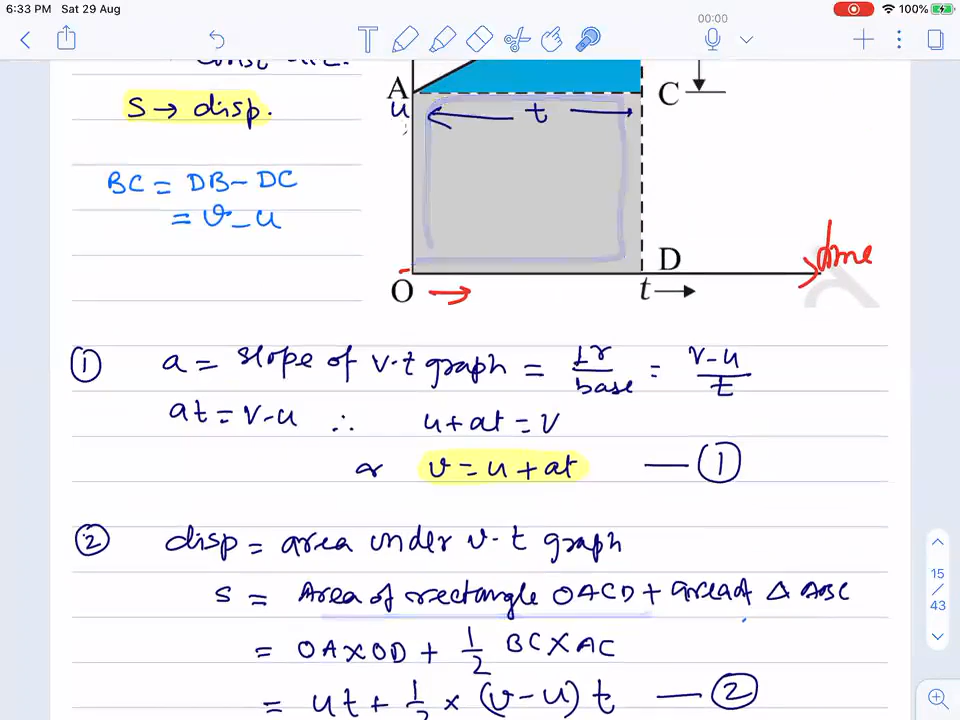 6:33 PM Sat 29 Aug
100%
00:00
T
A
u
t
C
S → disp.
BC = DB – DC
= v – u
D
time
O
t
① a = slope of v.t graph = ⊥r/base = v-u/t
at = v-u ∴ u+at = v
or v = u + at — ①
② disp = area under v-t graph
s = Area of rectangle OACD + area of Δ ABC
= OA×OD + 1/2 BC × AC
= ut + 1/2 × (v – u) t — ②
15
/
43